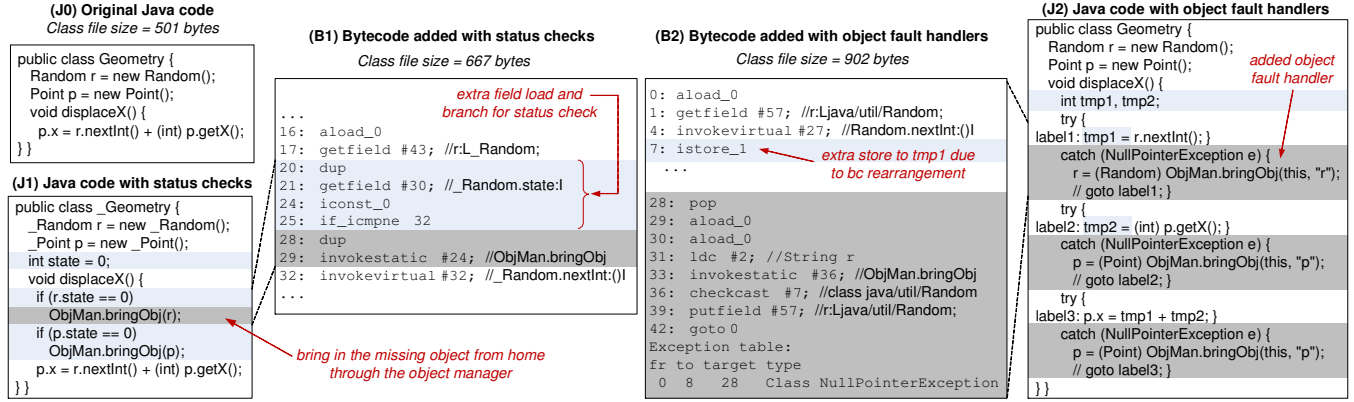 (J0) Original Java code
Class file size = 501 bytes
public class Geometry {
Random r = new Random();
Point p = new Point();
void displaceX() {
p.x = r.nextInt() + (int) p.getX();
} }
(J1) Java code with status checks
public class _Geometry {
_Random r = new _Random();
_Point p = new _Point();
int state = 0;
void displaceX() {
if (r.state == 0)
ObjMan.bringObj(r);
if (p.state == 0)
ObjMan.bringObj(p);
p.x = r.nextInt() + (int) p.getX();
} }
(B1) Bytecode added with status checks
Class file size = 667 bytes
extra field load and
branch for status check
...
16: aload_0
17: getfield #43; //r:L_Random;
20: dup
21: getfield #30; //_Random.state:I
24: iconst_0
25: if_icmpne 32
28: dup
29: invokestatic #24; //ObjMan.bringObj
32: invokevirtual #32; //_Random.nextInt:()I
...
bring in the missing object from home
through the object manager
(B2) Bytecode added with object fault handlers
Class file size = 902 bytes
0: aload_0
1: getfield #57; //r:Ljava/util/Random;
4: invokevirtual #27; //Random.nextInt:()I
7: istore_1
...
extra store to tmp1 due
to bc rearrangement
28: pop
29: aload_0
30: aload_0
31: ldc #2; //String r
33: invokestatic #36; //ObjMan.bringObj
36: checkcast #7; //class java/util/Random
39: putfield #57; //r:Ljava/util/Random;
42: goto 0
Exception table:
fr to target type
0 8 28 Class NullPointerException
(J2) Java code with object fault handlers
public class Geometry {
Random r = new Random();
Point p = new Point();
void displaceX() {
int tmp1, tmp2;
try {
label1: tmp1 = r.nextInt(); }
catch (NullPointerException e) {
r = (Random) ObjMan.bringObj(this, "r");
// goto label1; }
try {
label2: tmp2 = (int) p.getX(); }
catch (NullPointerException e) {
p = (Point) ObjMan.bringObj(this, "p");
// goto label2; }
try {
label3: p.x = tmp1 + tmp2; }
catch (NullPointerException e) {
p = (Point) ObjMan.bringObj(this, "p");
// goto label3; }
} }
added object
fault handler